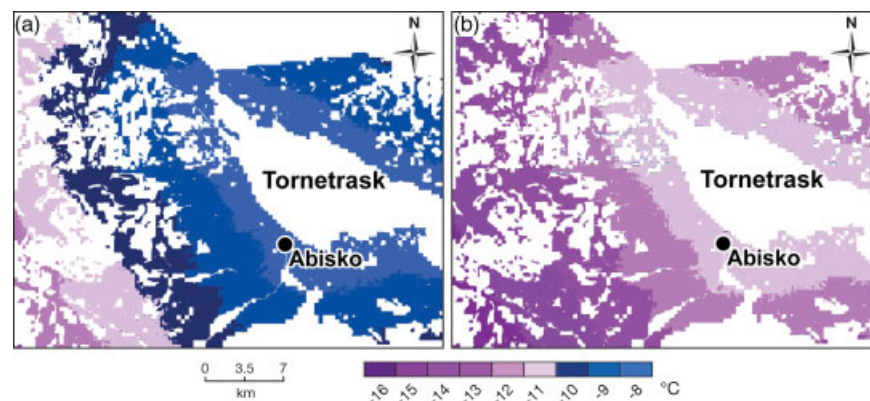 (a)
N
Tornetrask
Abisko
(b)
N
Tornetrask
Abisko
0 3.5 7
km
-16 -15 -14 -13 -12 -11 -10 -9 -8 °C